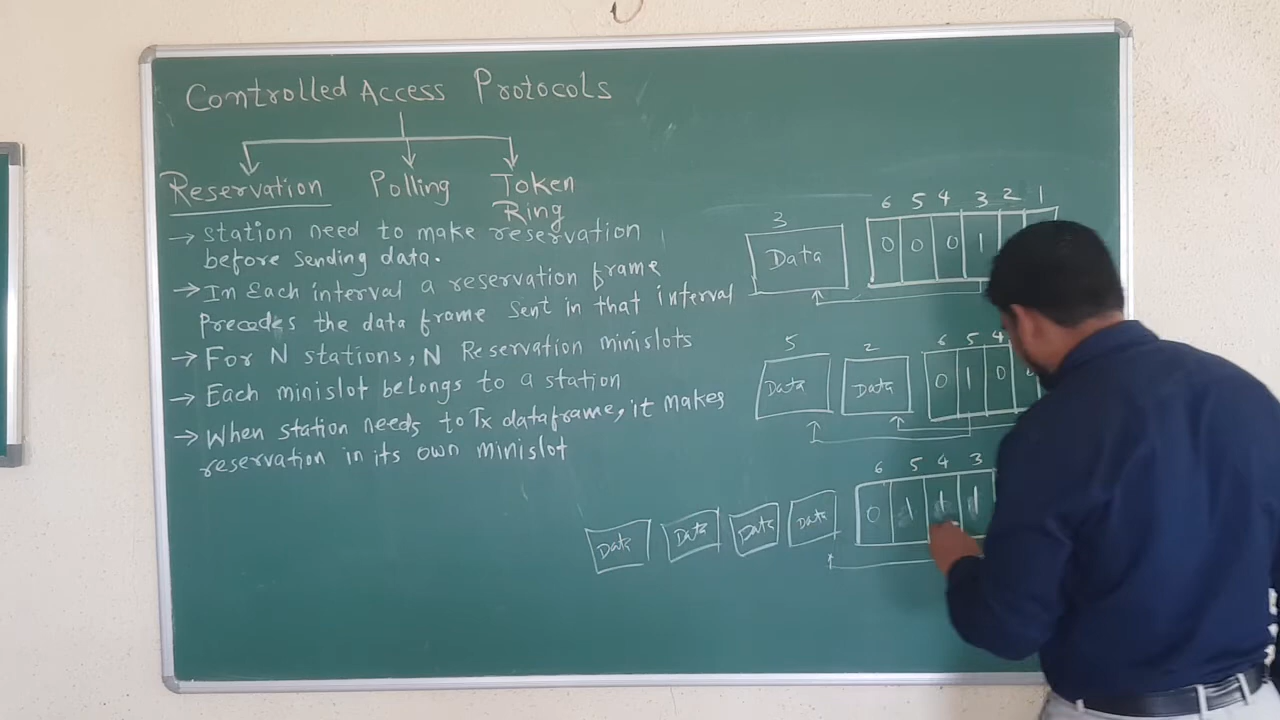 Controlled Access Protocols
Reservation Polling Token
Ring
→ Station need to make reservation
before sending data.
→ In Each interval a reservation frame
Precedes the data frame sent in that interval
→ For N stations, N Reservation minislots
→ Each minislot belongs to a station
→ When station needs to Tx dataframe, it makes
reservation in its own minislot
6 5 4 3 2 1
3
Data 0 0 0 1
5 2 6 5 4
Data Data 0 1 0
6 5 4 3
Data Data Data Data 0 1 1 1